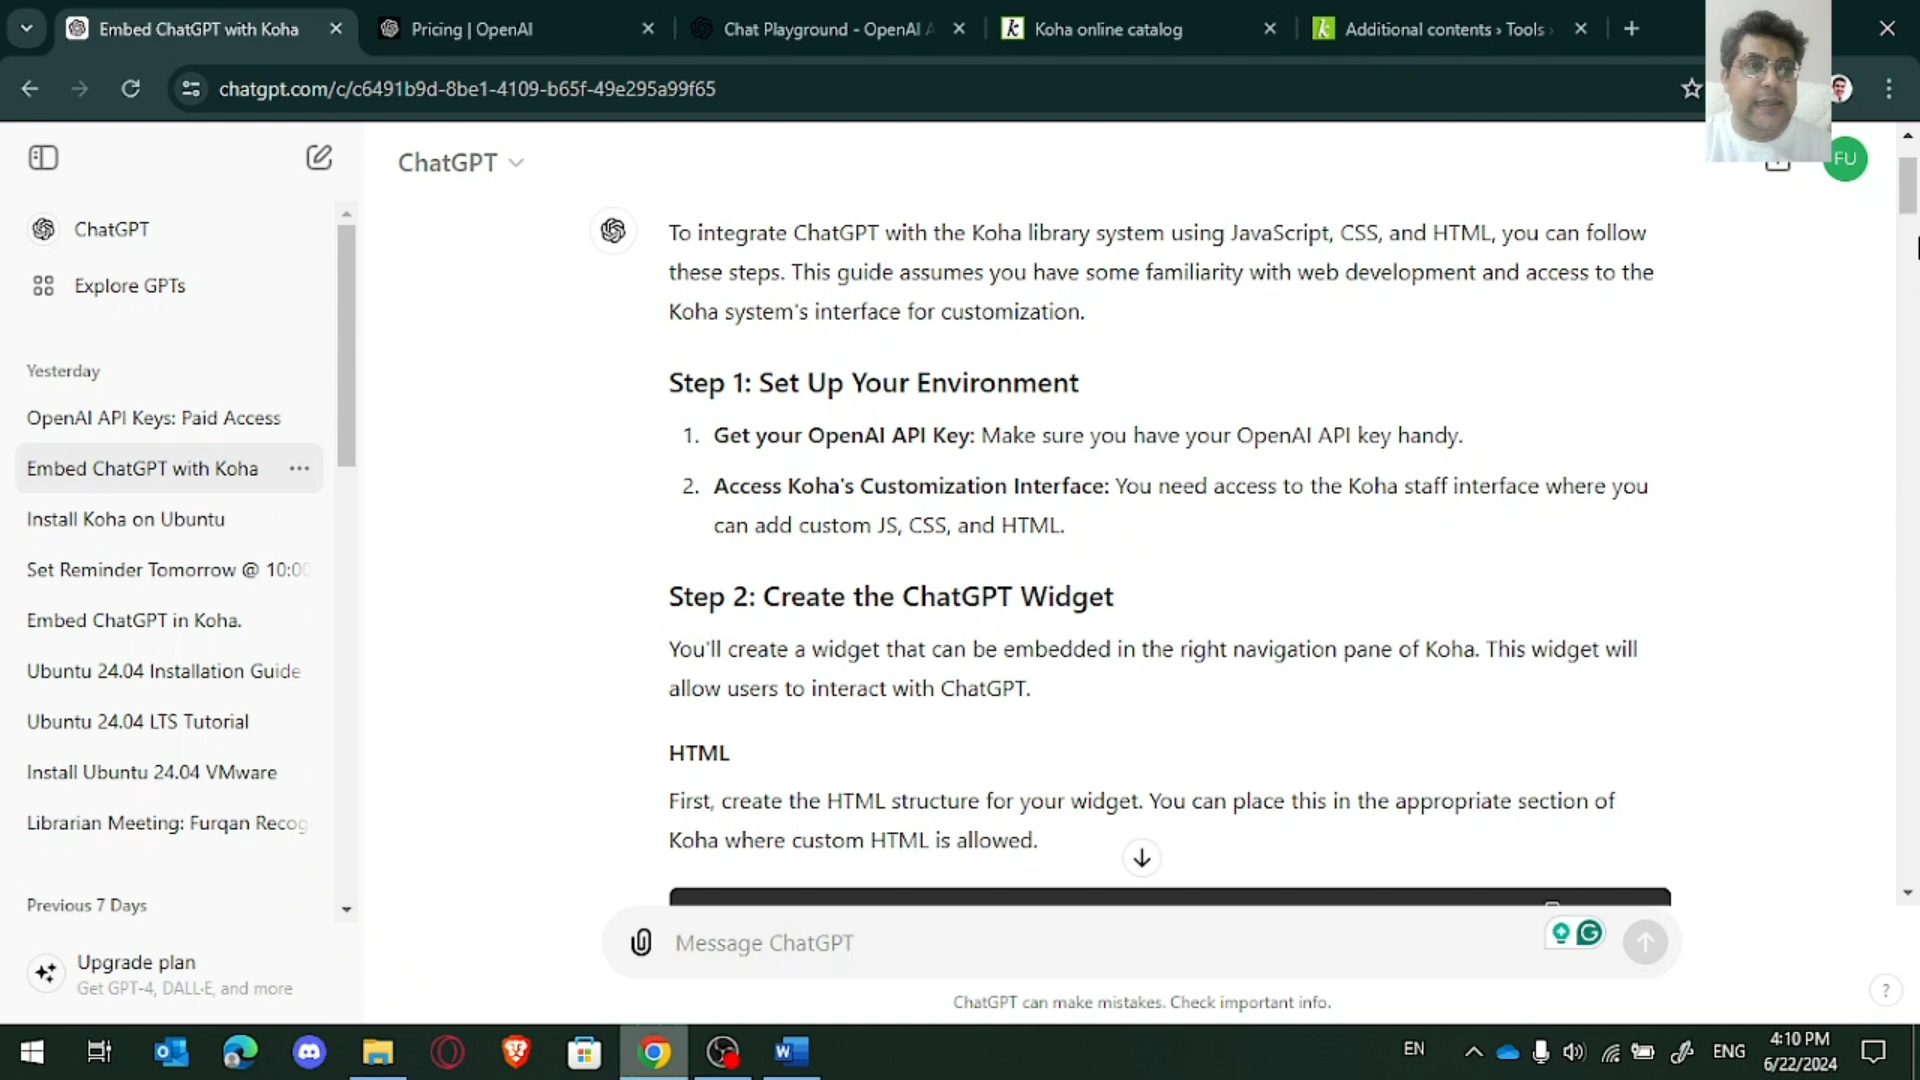 Embed ChatGPT with Koha
Pricing | OpenAI
Chat Playground - OpenAI A
Koha online catalog
Additional contents › Tools ›
chatgpt.com/c/c6491b9d-8be1-4109-b65f-49e295a99f65
ChatGPT
FU
ChatGPT
Explore GPTs
Yesterday
OpenAI API Keys: Paid Access
Embed ChatGPT with Koha
Install Koha on Ubuntu
Set Reminder Tomorrow @ 10:00
Embed ChatGPT in Koha.
Ubuntu 24.04 Installation Guide
Ubuntu 24.04 LTS Tutorial
Install Ubuntu 24.04 VMware
Librarian Meeting: Furqan Recog
Previous 7 Days
Upgrade plan
Get GPT-4, DALL·E, and more
To integrate ChatGPT with the Koha library system using JavaScript, CSS, and HTML, you can follow
these steps. This guide assumes you have some familiarity with web development and access to the
Koha system's interface for customization.
Step 1: Set Up Your Environment
1. Get your OpenAI API Key: Make sure you have your OpenAI API key handy.
2. Access Koha's Customization Interface: You need access to the Koha staff interface where you
can add custom JS, CSS, and HTML.
Step 2: Create the ChatGPT Widget
You'll create a widget that can be embedded in the right navigation pane of Koha. This widget will
allow users to interact with ChatGPT.
HTML
First, create the HTML structure for your widget. You can place this in the appropriate section of
Koha where custom HTML is allowed.
Message ChatGPT
ChatGPT can make mistakes. Check important info.
?
EN
ENG
4:10 PM
6/22/2024